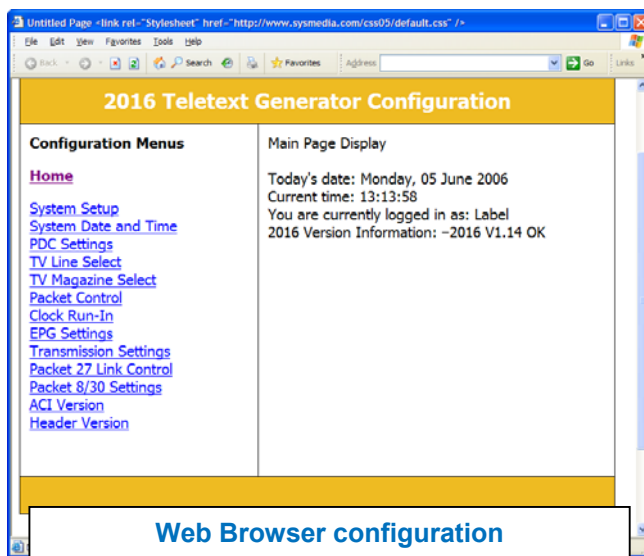 Untitled Page <link rel="Stylesheet" href="http://www.sysmedia.com/css05/default.css" />
File Edit View Favorites Tools Help
Back Search Favorites Address Go Links
2016 Teletext Generator Configuration
Configuration Menus
Home
System Setup
System Date and Time
PDC Settings
TV Line Select
TV Magazine Select
Packet Control
Clock Run-In
EPG Settings
Transmission Settings
Packet 27 Link Control
Packet 8/30 Settings
ACI Version
Header Version
Main Page Display
Today's date: Monday, 05 June 2006
Current time: 13:13:58
You are currently logged in as: Label
2016 Version Information: ~2016 V1.14 OK
Web Browser configuration